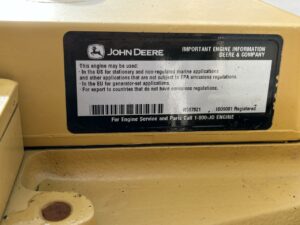 JOHN DEERE
IMPORTANT ENGINE INFORMATION
DEERE & COMPANY
This engine may be used:
- In the US for stationary and non-regulated marine applications
and other applications that are not subject to EPA emissions regulations.
- In the EU for generator-set applications.
- For export to countries that do not have emissions regulations.
ISO9001 Registered
For Engine Service and Parts Call 1-800-JD ENGINE